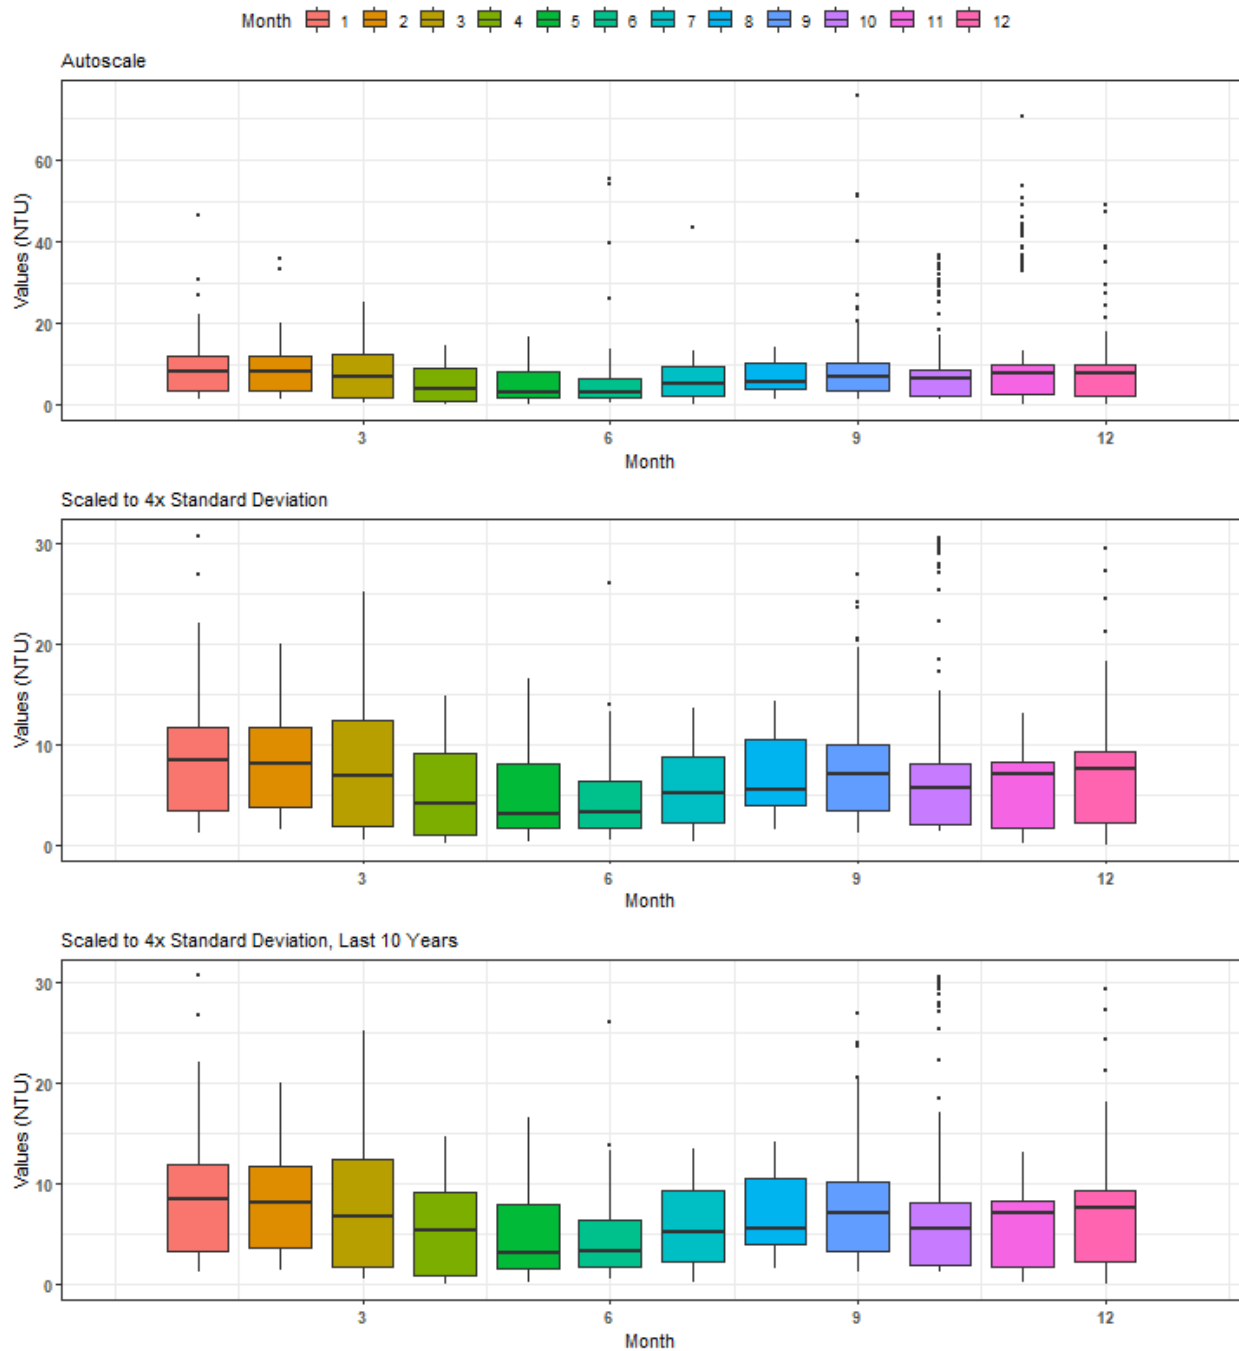 Month 1 2 3 4 5 6 7 8 9 10 11 12
Autoscale
Values (NTU)
60
40
20
0
3 6 9 12
Month
Scaled to 4x Standard Deviation
Values (NTU)
30
20
10
0
3 6 9 12
Month
Scaled to 4x Standard Deviation, Last 10 Years
Values (NTU)
30
20
10
0
3 6 9 12
Month